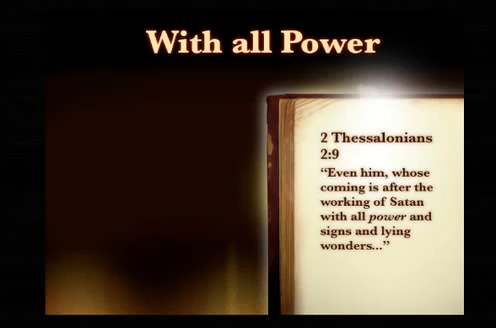 With all Power
2 Thessalonians
2:9
“Even him, whose
coming is after the
working of Satan
with all power and
signs and lying
wonders...”